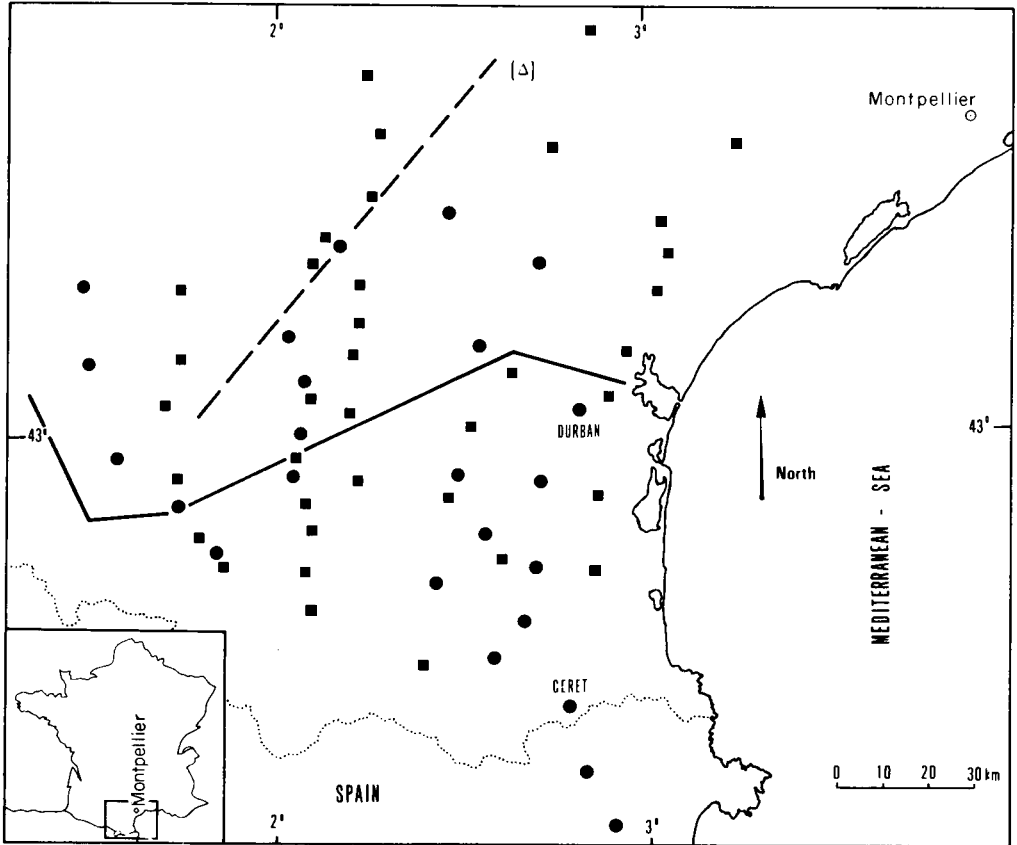 2° 3°
(Δ)
Montpellier
43° 43°
DURBAN
North
MEDITERRANEAN - SEA
CERET
Montpellier
SPAIN
0 10 20 30 km
2° 3°